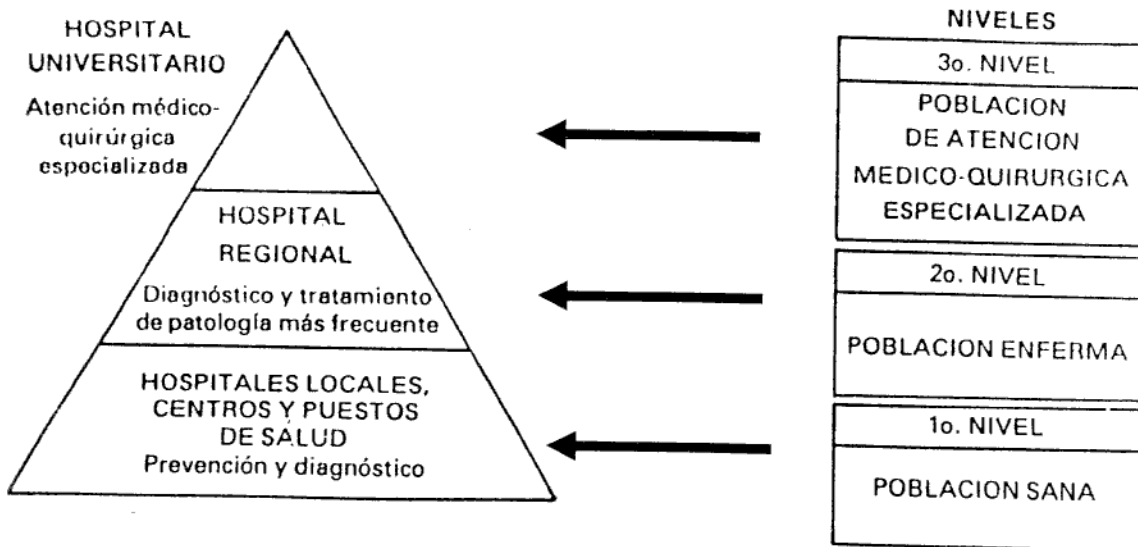 HOSPITAL
UNIVERSITARIO
Atención médico-
quirúrgica
especializada
HOSPITAL
REGIONAL
Diagnóstico y tratamiento
de patología más frecuente
HOSPITALES LOCALES,
CENTROS Y PUESTOS
DE SALUD
Prevención y diagnóstico
NIVELES
3o. NIVEL
POBLACION
DE ATENCION
MEDICO-QUIRURGICA
ESPECIALIZADA
2o. NIVEL
POBLACION ENFERMA
1o. NIVEL
POBLACION SANA